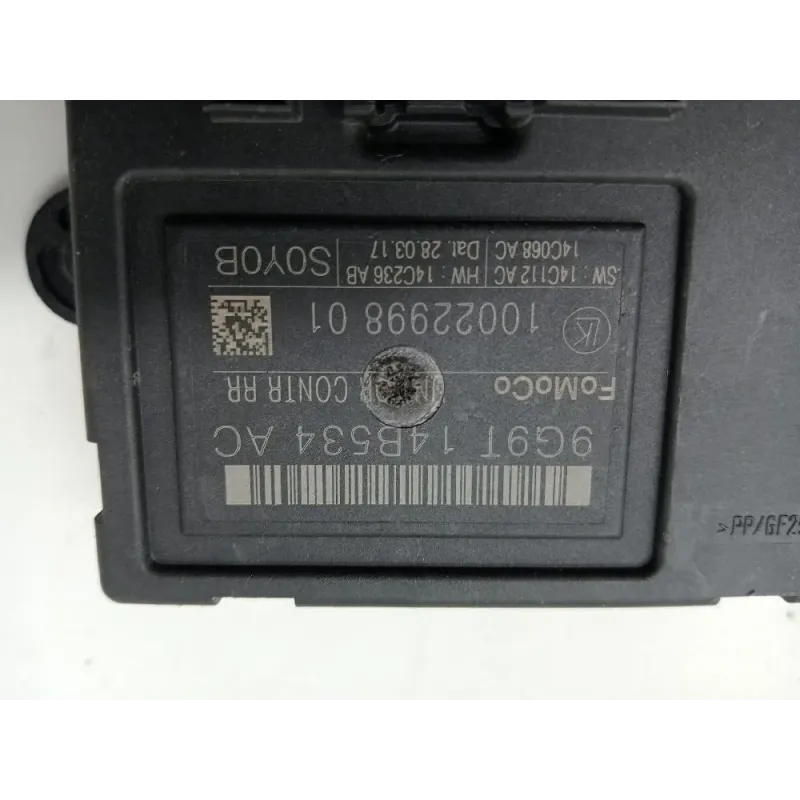 9G9T 14B534 AC
FoMoCo CONTR RR
IK 10022998 01
SW : 14C112 AC HW : 14C236 AB
14C068 AC Dat. 28.03.17
S0Y0B
>PP/GF2